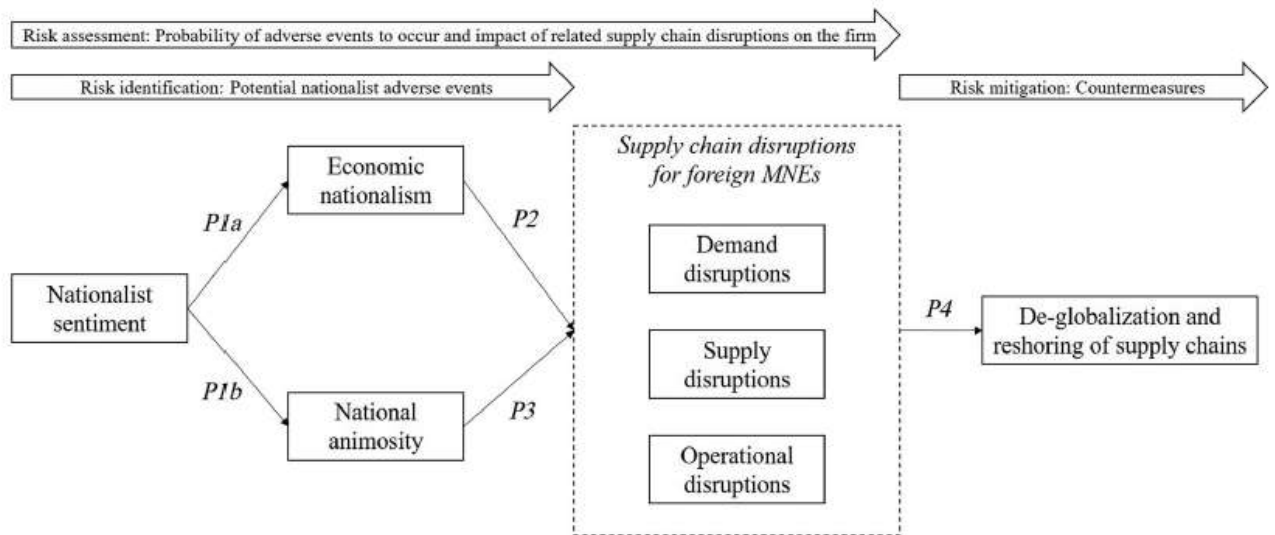 Risk assessment: Probability of adverse events to occur and impact of related supply chain disruptions on the firm
Risk identification: Potential nationalist adverse events
Risk mitigation: Countermeasures
Nationalist
sentiment
P1a
P1b
Economic
nationalism
National
animosity
P2
P3
Supply chain disruptions
for foreign MNEs
Demand
disruptions
Supply
disruptions
Operational
disruptions
P4
De-globalization and
reshoring of supply chains